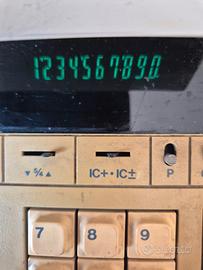 1234567890.
▼ 5/4 ▲ IC+ • IC± P
7 8 9